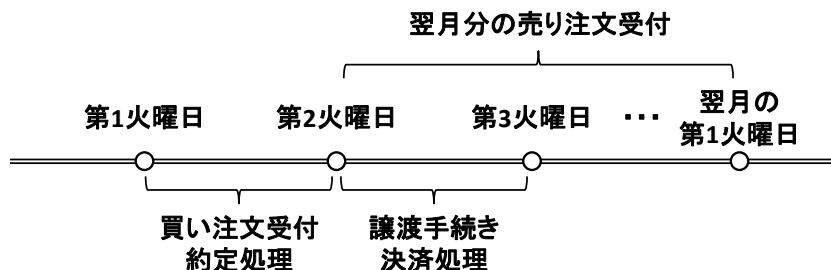 翌月分の売り注文受付
第1火曜日
第2火曜日
第3火曜日
・・・
翌月の
第1火曜日
買い注文受付
約定処理
譲渡手続き
決済処理